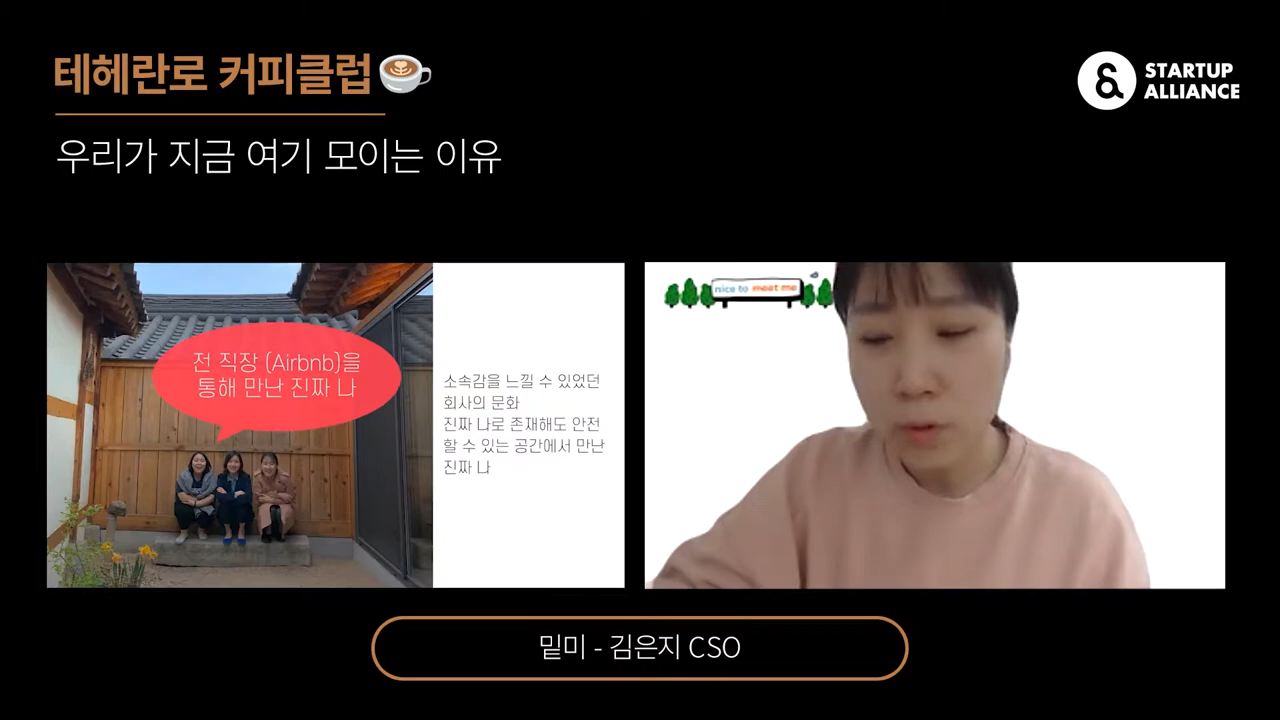 테헤란로 커피클럽
STARTUP
ALLIANCE
우리가 지금 여기 모이는 이유
전 직장 (Airbnb)을
통해 만난 진짜 나
소속감을 느낄 수 있었던
회사의 문화
진짜 나로 존재해도 안전
할 수 있는 공간에서 만난
진짜 나
nice to meet me
밑미 - 김은지 CSO